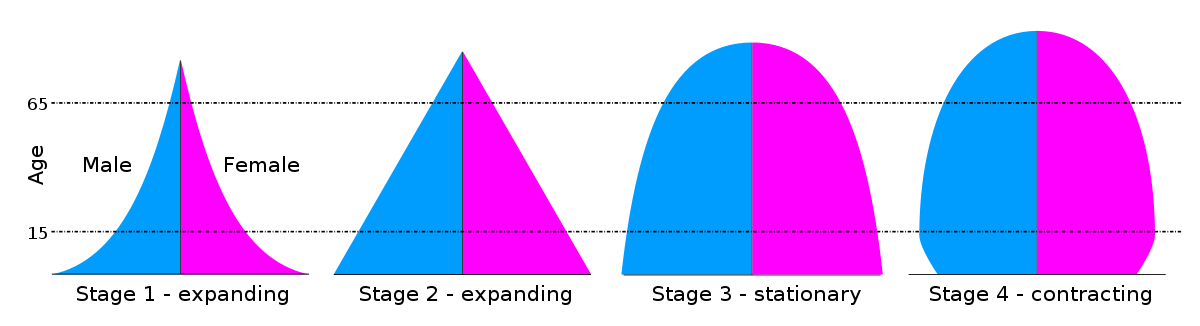 65
Age
Male
Female
15
Stage 1 - expanding
Stage 2 - expanding
Stage 3 - stationary
Stage 4 - contracting